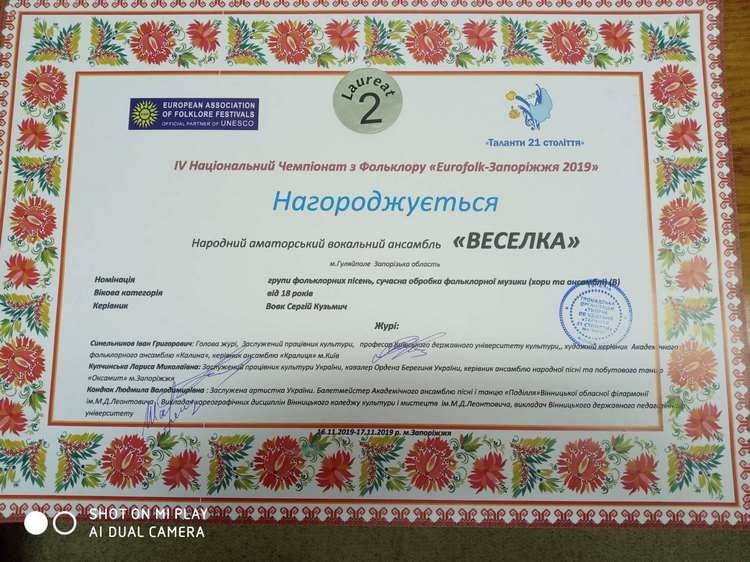 EUROPEAN ASSOCIATION
OF FOLKLORE FESTIVALS
OFFICIAL PARTNER OF UNESCO
Laureat
2
«Таланти 21 століття»
IV Національний Чемпіонат з Фольклору «Eurofolk-Запоріжжя 2019»
Нагороджується
Народний аматорський вокальний ансамбль «ВЕСЕЛКА»
м.Гуляйполе Запорізька область
Номінація групи фольклорних пісень, сучасна обробка фольклорної музики (хори та ансамблі) (В)
Вікова категорія від 18 років
Керівник Вовк Сергій Кузьмич
Журі:
Синельников Іван Григорович: Голова журі, Заслужений працівник культури, професор Київського державного університету культури, художній керівник Академічного
фольклорного ансамблю «Калина», керівник ансамблю «Кралиця» м.Київ
Купчинська Лариса Миколаївна: Заслужений працівник культури України, кавалер Ордена Берегиня України, керівник ансамблю народної пісні та побутового танцю
«Оксамит» м.Запоріжжя
Кондюк Людмила Володимирівна: Заслужена артистка України. Балетмейстер Академічного ансамблю пісні і танцю «Поділля»Вінницької обласної філармонії
ім.М.Д.Леонтовича, Викладач хореографічних дисциплін Вінницького коледжу культури і мистецтв ім.М.Д.Леонтовича, викладач Вінницького державного педагогічного
університету
16.11.2019-17.11.2019 р. м.Запоріжжя
SHOT ON MI PLAY
AI DUAL CAMERA